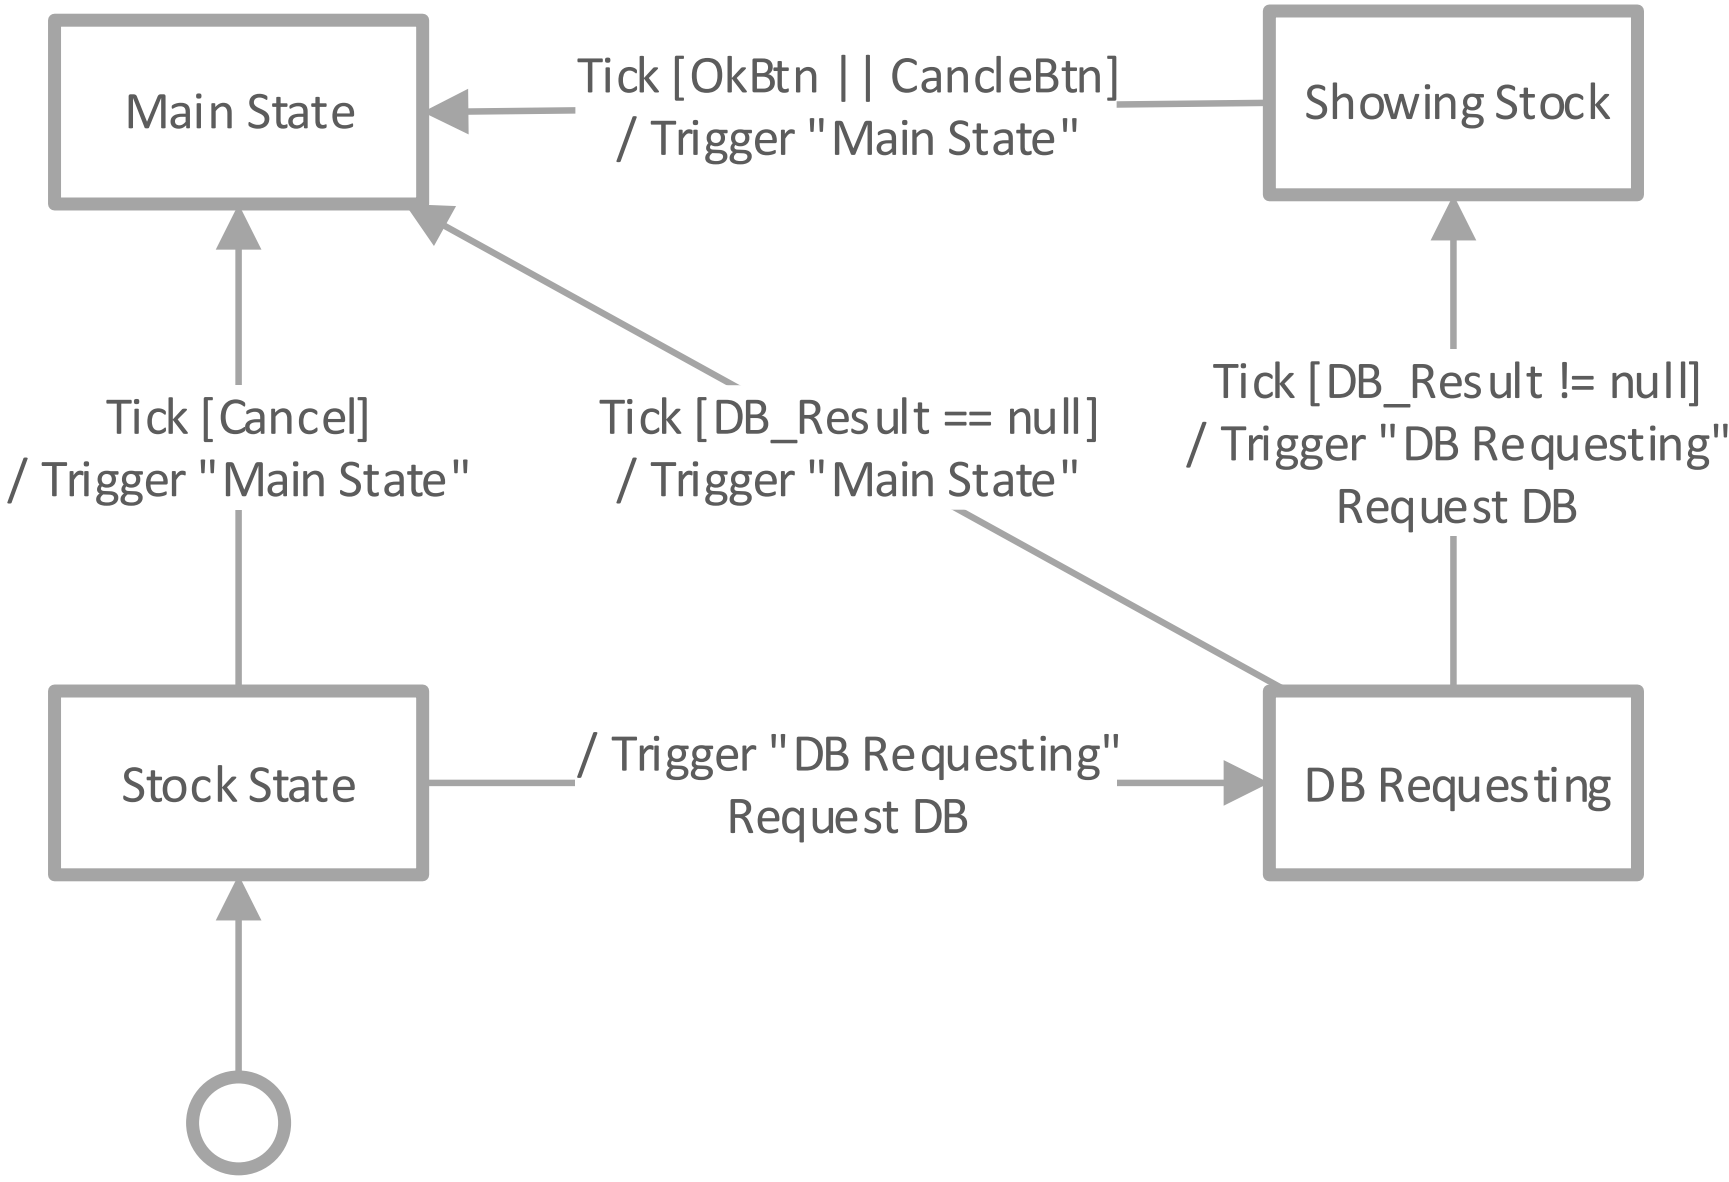 Main State
Tick [OkBtn || CancleBtn]
/ Trigger "Main State"
Showing Stock
Tick [Cancel]
/ Trigger "Main State"
Tick [DB_Result == null]
/ Trigger "Main State"
Tick [DB_Result != null]
/ Trigger "DB Requesting"
Request DB
Stock State
/ Trigger "DB Requesting"
Request DB
DB Requesting